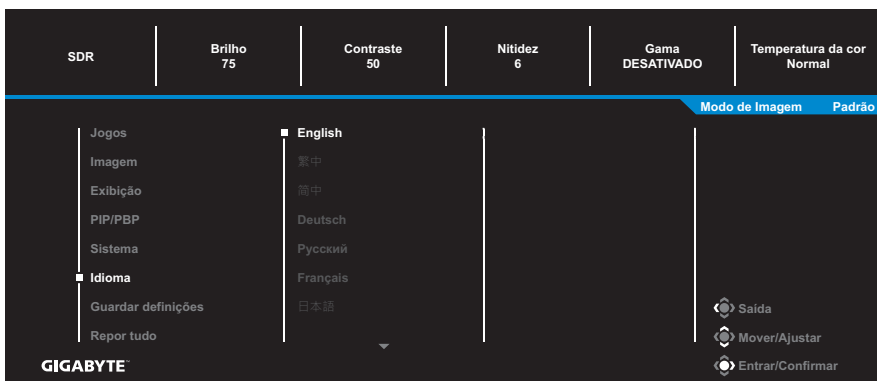 SDR
Brilho
75
Contraste
50
Nitidez
6
Gama
DESATIVADO
Temperatura da cor
Normal
Modo de Imagem Padrão
Jogos
Imagem
Exibição
PIP/PBP
Sistema
Idioma
Guardar definições
Repor tudo
English
繁中
简中
Deutsch
Русский
Français
日本語
Saída
Mover/Ajustar
Entrar/Confirmar
GIGABYTE™